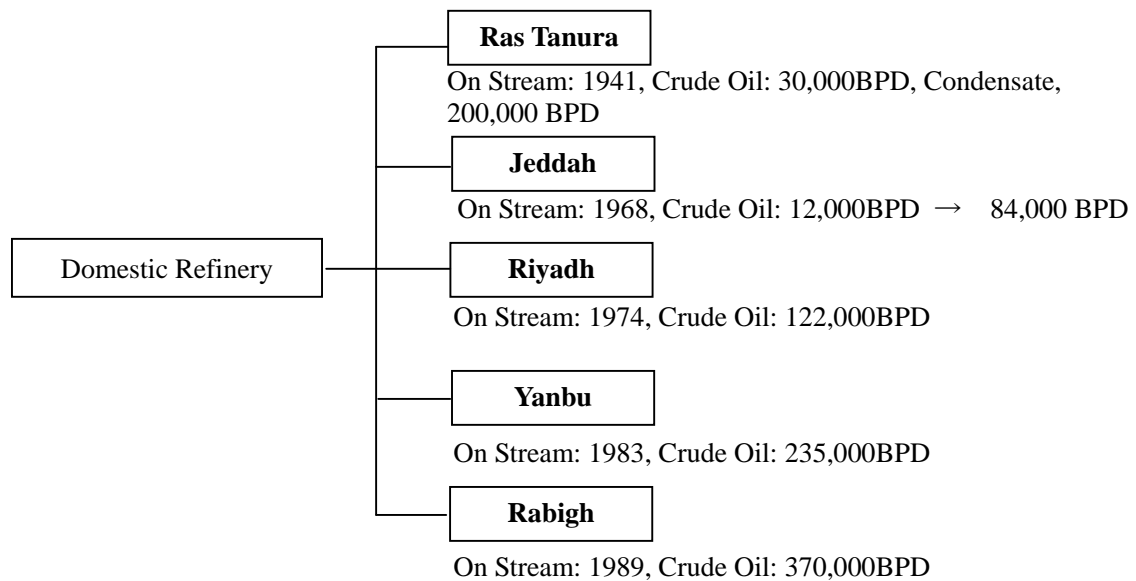 Ras Tanura
On Stream: 1941, Crude Oil: 30,000BPD, Condensate,
200,000 BPD
Jeddah
On Stream: 1968, Crude Oil: 12,000BPD → 84,000 BPD
Domestic Refinery
Riyadh
On Stream: 1974, Crude Oil: 122,000BPD
Yanbu
On Stream: 1983, Crude Oil: 235,000BPD
Rabigh
On Stream: 1989, Crude Oil: 370,000BPD